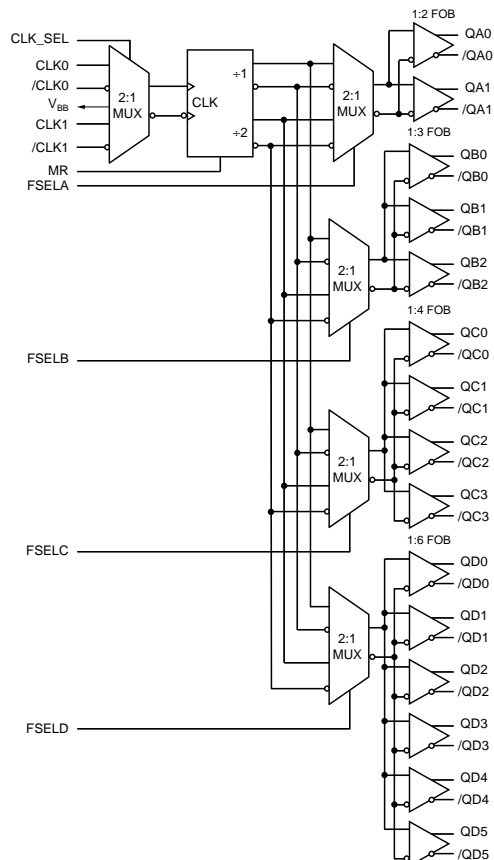 CLK_SEL
CLK0
/CLK0
VBB
CLK1
/CLK1
MR
FSELA
2:1
MUX
CLK
÷1
÷2
2:1
MUX
1:2 FOB
QA0
/QA0
QA1
/QA1
1:3 FOB
QB0
/QB0
QB1
/QB1
QB2
/QB2
2:1
MUX
FSELB
1:4 FOB
QC0
/QC0
QC1
/QC1
QC2
/QC2
QC3
/QC3
2:1
MUX
FSELC
1:6 FOB
QD0
/QD0
QD1
/QD1
QD2
/QD2
QD3
/QD3
QD4
/QD4
QD5
/QD5
2:1
MUX
FSELD